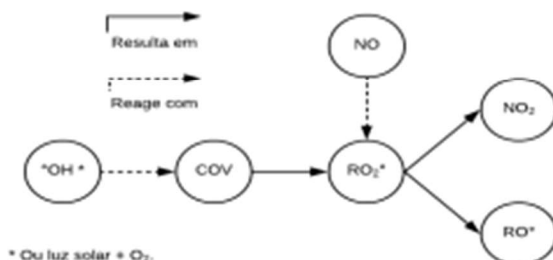 Resulta em
Reage com
NO
NO₂
*OH *
COV
RO₂*
RO*
* Ou luz solar + O₂.